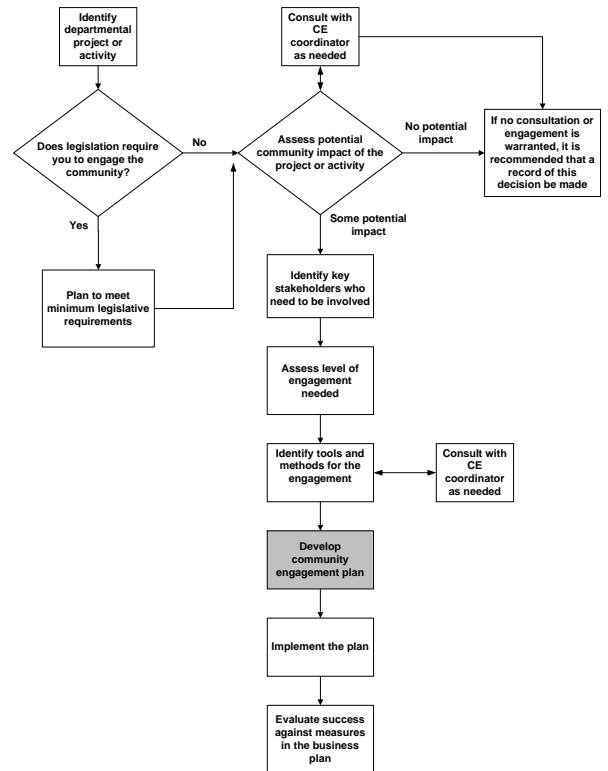 Identify
departmental
project or
activity
Consult with
CE
coordinator
as needed
Does legislation require
you to engage the
community?
No
Assess potential
community impact of the
project or activity
No potential
impact
If no consultation or
engagement is
warranted, it is
recommended that a
record of this
decision be made
Yes
Some potential
impact
Plan to meet
minimum legislative
requirements
Identify key
stakeholders who
need to be involved
Assess level of
engagement
needed
Identify tools and
methods for the
engagement
Consult with
CE
coordinator
as needed
Develop
community
engagement plan
Implement the plan
Evaluate success
against measures
in the business
plan